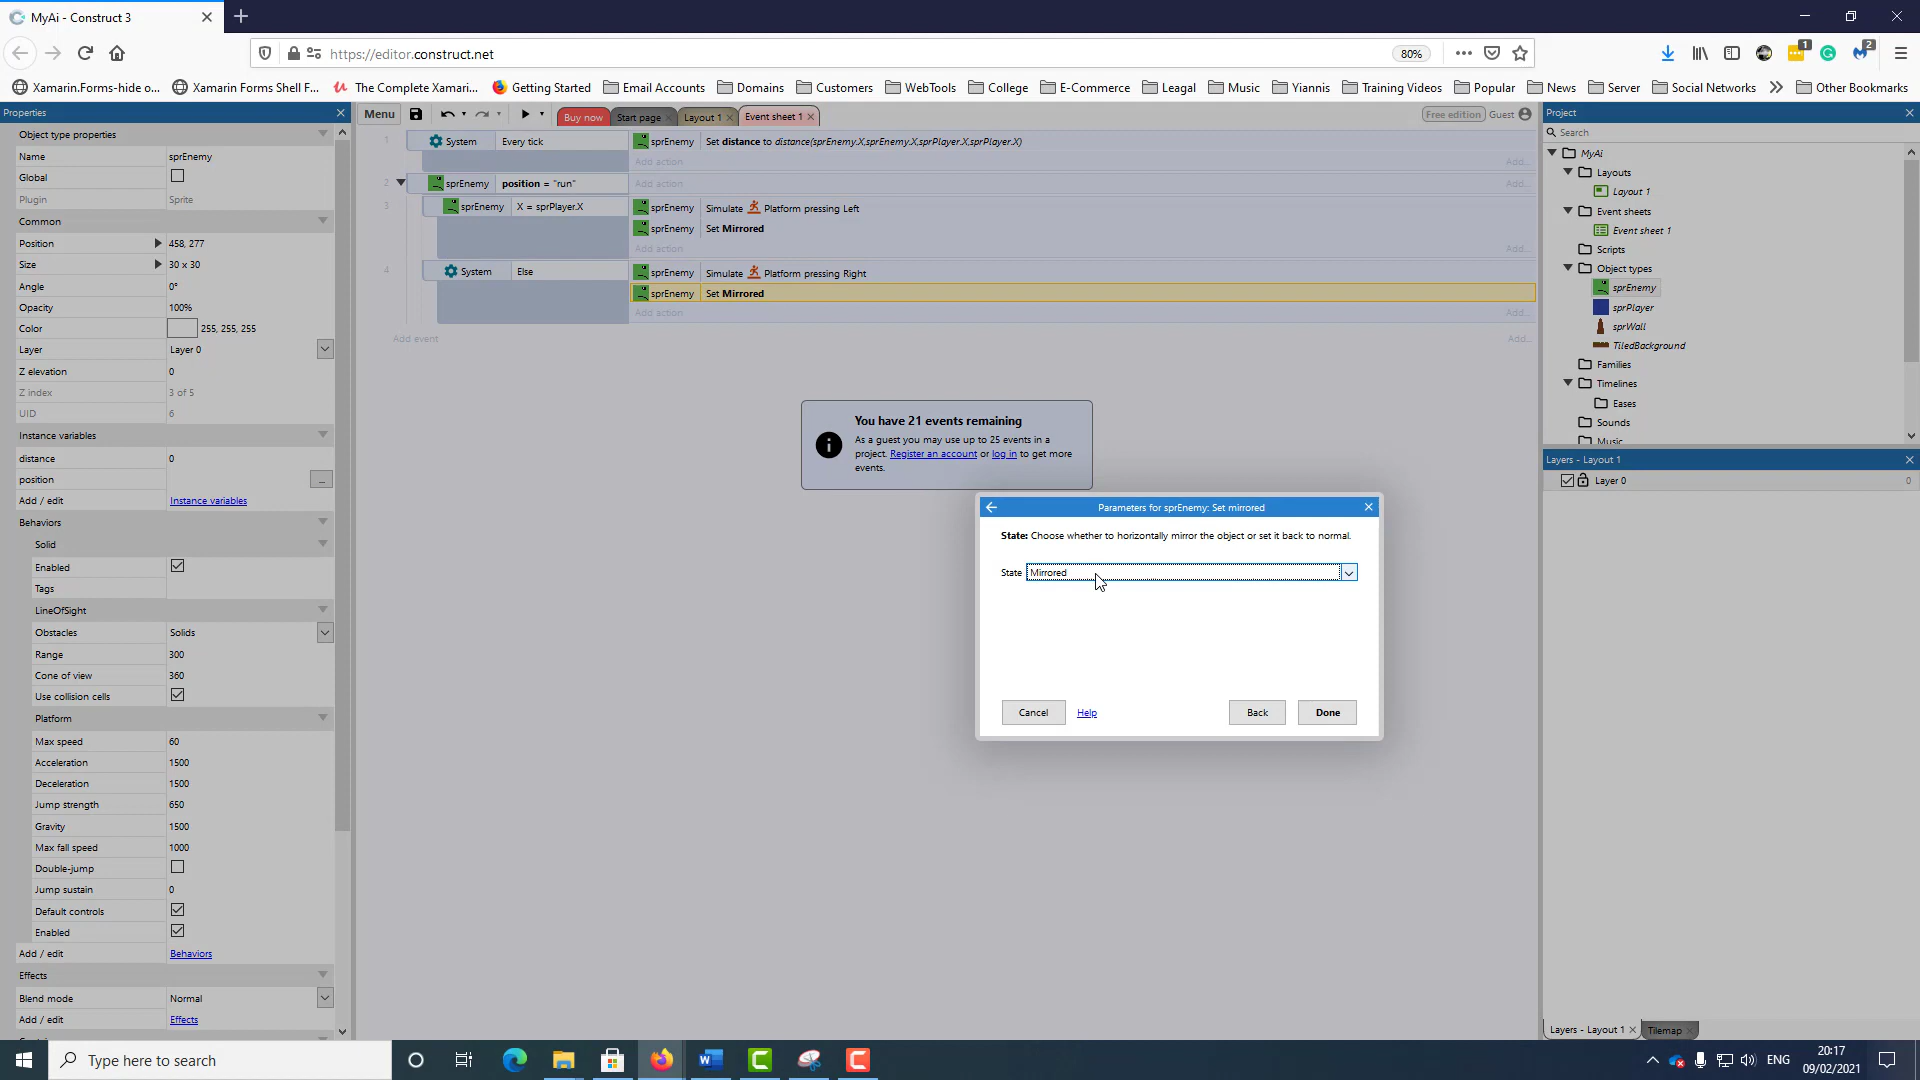 MyAi - Construct 3
https://editor.construct.net
80%
1
2
Xamarin.Forms-hide o...
Xamarin Forms Shell F...
The Complete Xamari...
Getting Started
Email Accounts
Domains
Customers
WebTools
College
E-Commerce
Leagal
Music
Yiannis
Training Videos
Popular
News
Server
Social Networks
Other Bookmarks
Properties
Object type properties
Name sprEnemy
Global
Plugin Sprite
Common
Position 458, 277
Size 30 x 30
Angle 0°
Opacity 100%
Color 255, 255, 255
Layer Layer 0
Z elevation 0
Z index 3 of 5
UID 6
Instance variables
distance 0
position ...
Add / edit Instance variables
Behaviors
Solid
Enabled
Tags
LineOfSight
Obstacles Solids
Range 300
Cone of view 360
Use collision cells
Platform
Max speed 60
Acceleration 1500
Deceleration 1500
Jump strength 650
Gravity 1500
Max fall speed 1000
Double-jump
Jump sustain 0
Default controls
Enabled
Add / edit Behaviors
Effects
Blend mode Normal
Add / edit Effects
Menu
Buy now
Start page
Layout 1
Event sheet 1
Free edition
Guest
1 System Every tick sprEnemy Set distance to distance(sprEnemy.X,sprEnemy.X,sprPlayer.X,sprPlayer.X)
Add action Add...
2 sprEnemy position = "run" Add action Add...
3 sprEnemy X = sprPlayer.X sprEnemy Simulate Platform pressing Left
sprEnemy Set Mirrored
Add action Add...
4 System Else sprEnemy Simulate Platform pressing Right
sprEnemy Set Mirrored
Add action Add...
Add event Add...
You have 21 events remaining
As a guest you may use up to 25 events in a
project. Register an account or log in to get more
events.
Parameters for sprEnemy: Set mirrored
State: Choose whether to horizontally mirror the object or set it back to normal.
State Mirrored
Cancel
Help
Back
Done
Project
Search
MyAi
Layouts
Layout 1
Event sheets
Event sheet 1
Scripts
Object types
sprEnemy
sprPlayer
sprWall
TiledBackground
Families
Timelines
Eases
Sounds
Music
Layers - Layout 1
Layer 0 0
Layers - Layout 1
Tilemap
Type here to search
ENG
20:17
09/02/2021